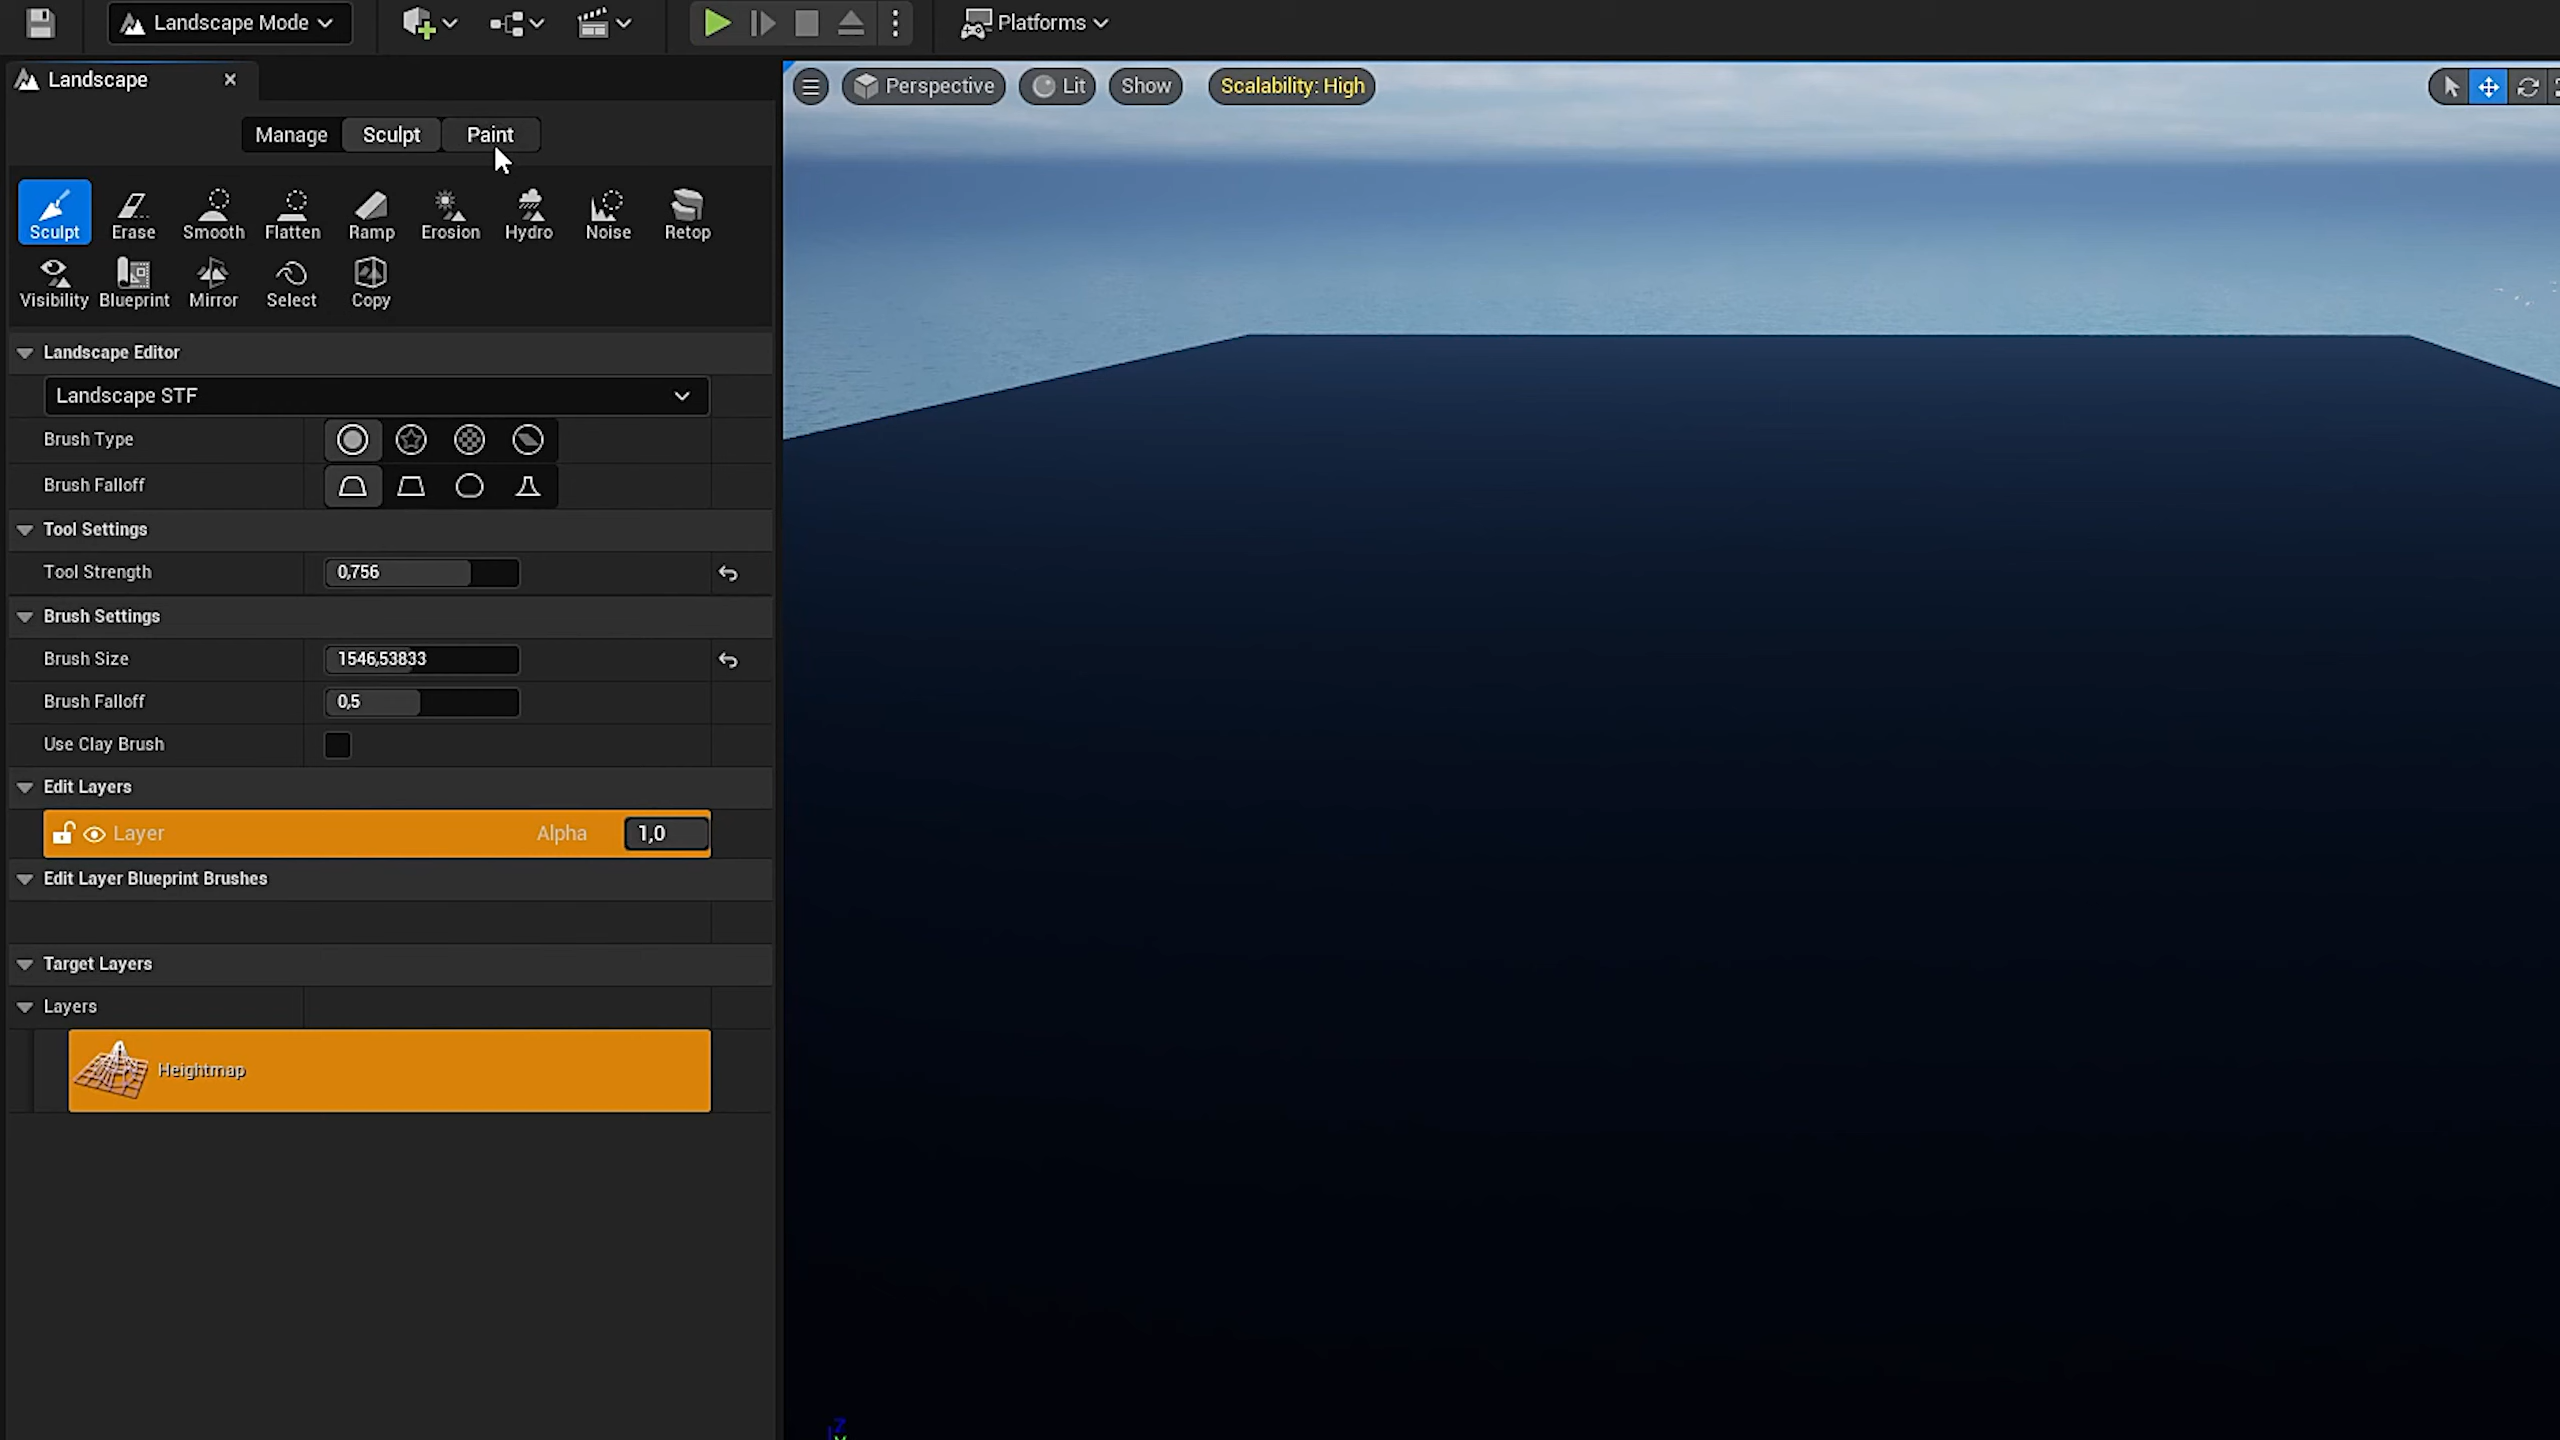 Landscape Mode
Platforms
Landscape
Manage Sculpt Paint
Perspective Lit Show Scalability: High
Sculpt Erase Smooth Flatten Ramp Erosion Hydro Noise Retop
Visibility Blueprint Mirror Select Copy
Landscape Editor
Landscape STF
Brush Type
Brush Falloff
Tool Settings
Tool Strength 0,756
Brush Settings
Brush Size 1546,53833
Brush Falloff 0,5
Use Clay Brush
Edit Layers
Layer Alpha 1,0
Edit Layer Blueprint Brushes
Target Layers
Layers
Heightmap
Z